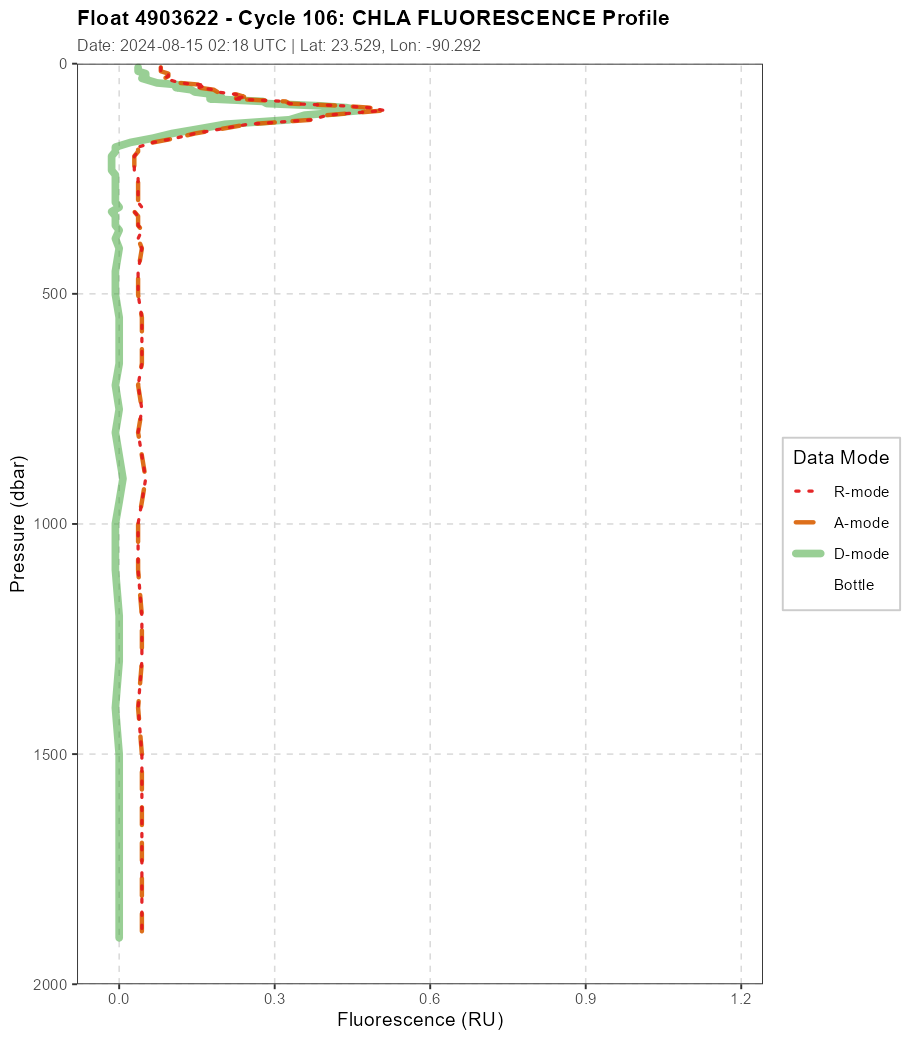 Float 4903622 - Cycle 106: CHLA FLUORESCENCE Profile
Date: 2024-08-15 02:18 UTC | Lat: 23.529, Lon: -90.292
0
500
1000
1500
2000
Pressure (dbar)
0.0 0.3 0.6 0.9 1.2
Fluorescence (RU)
Data Mode
R-mode
A-mode
D-mode
Bottle